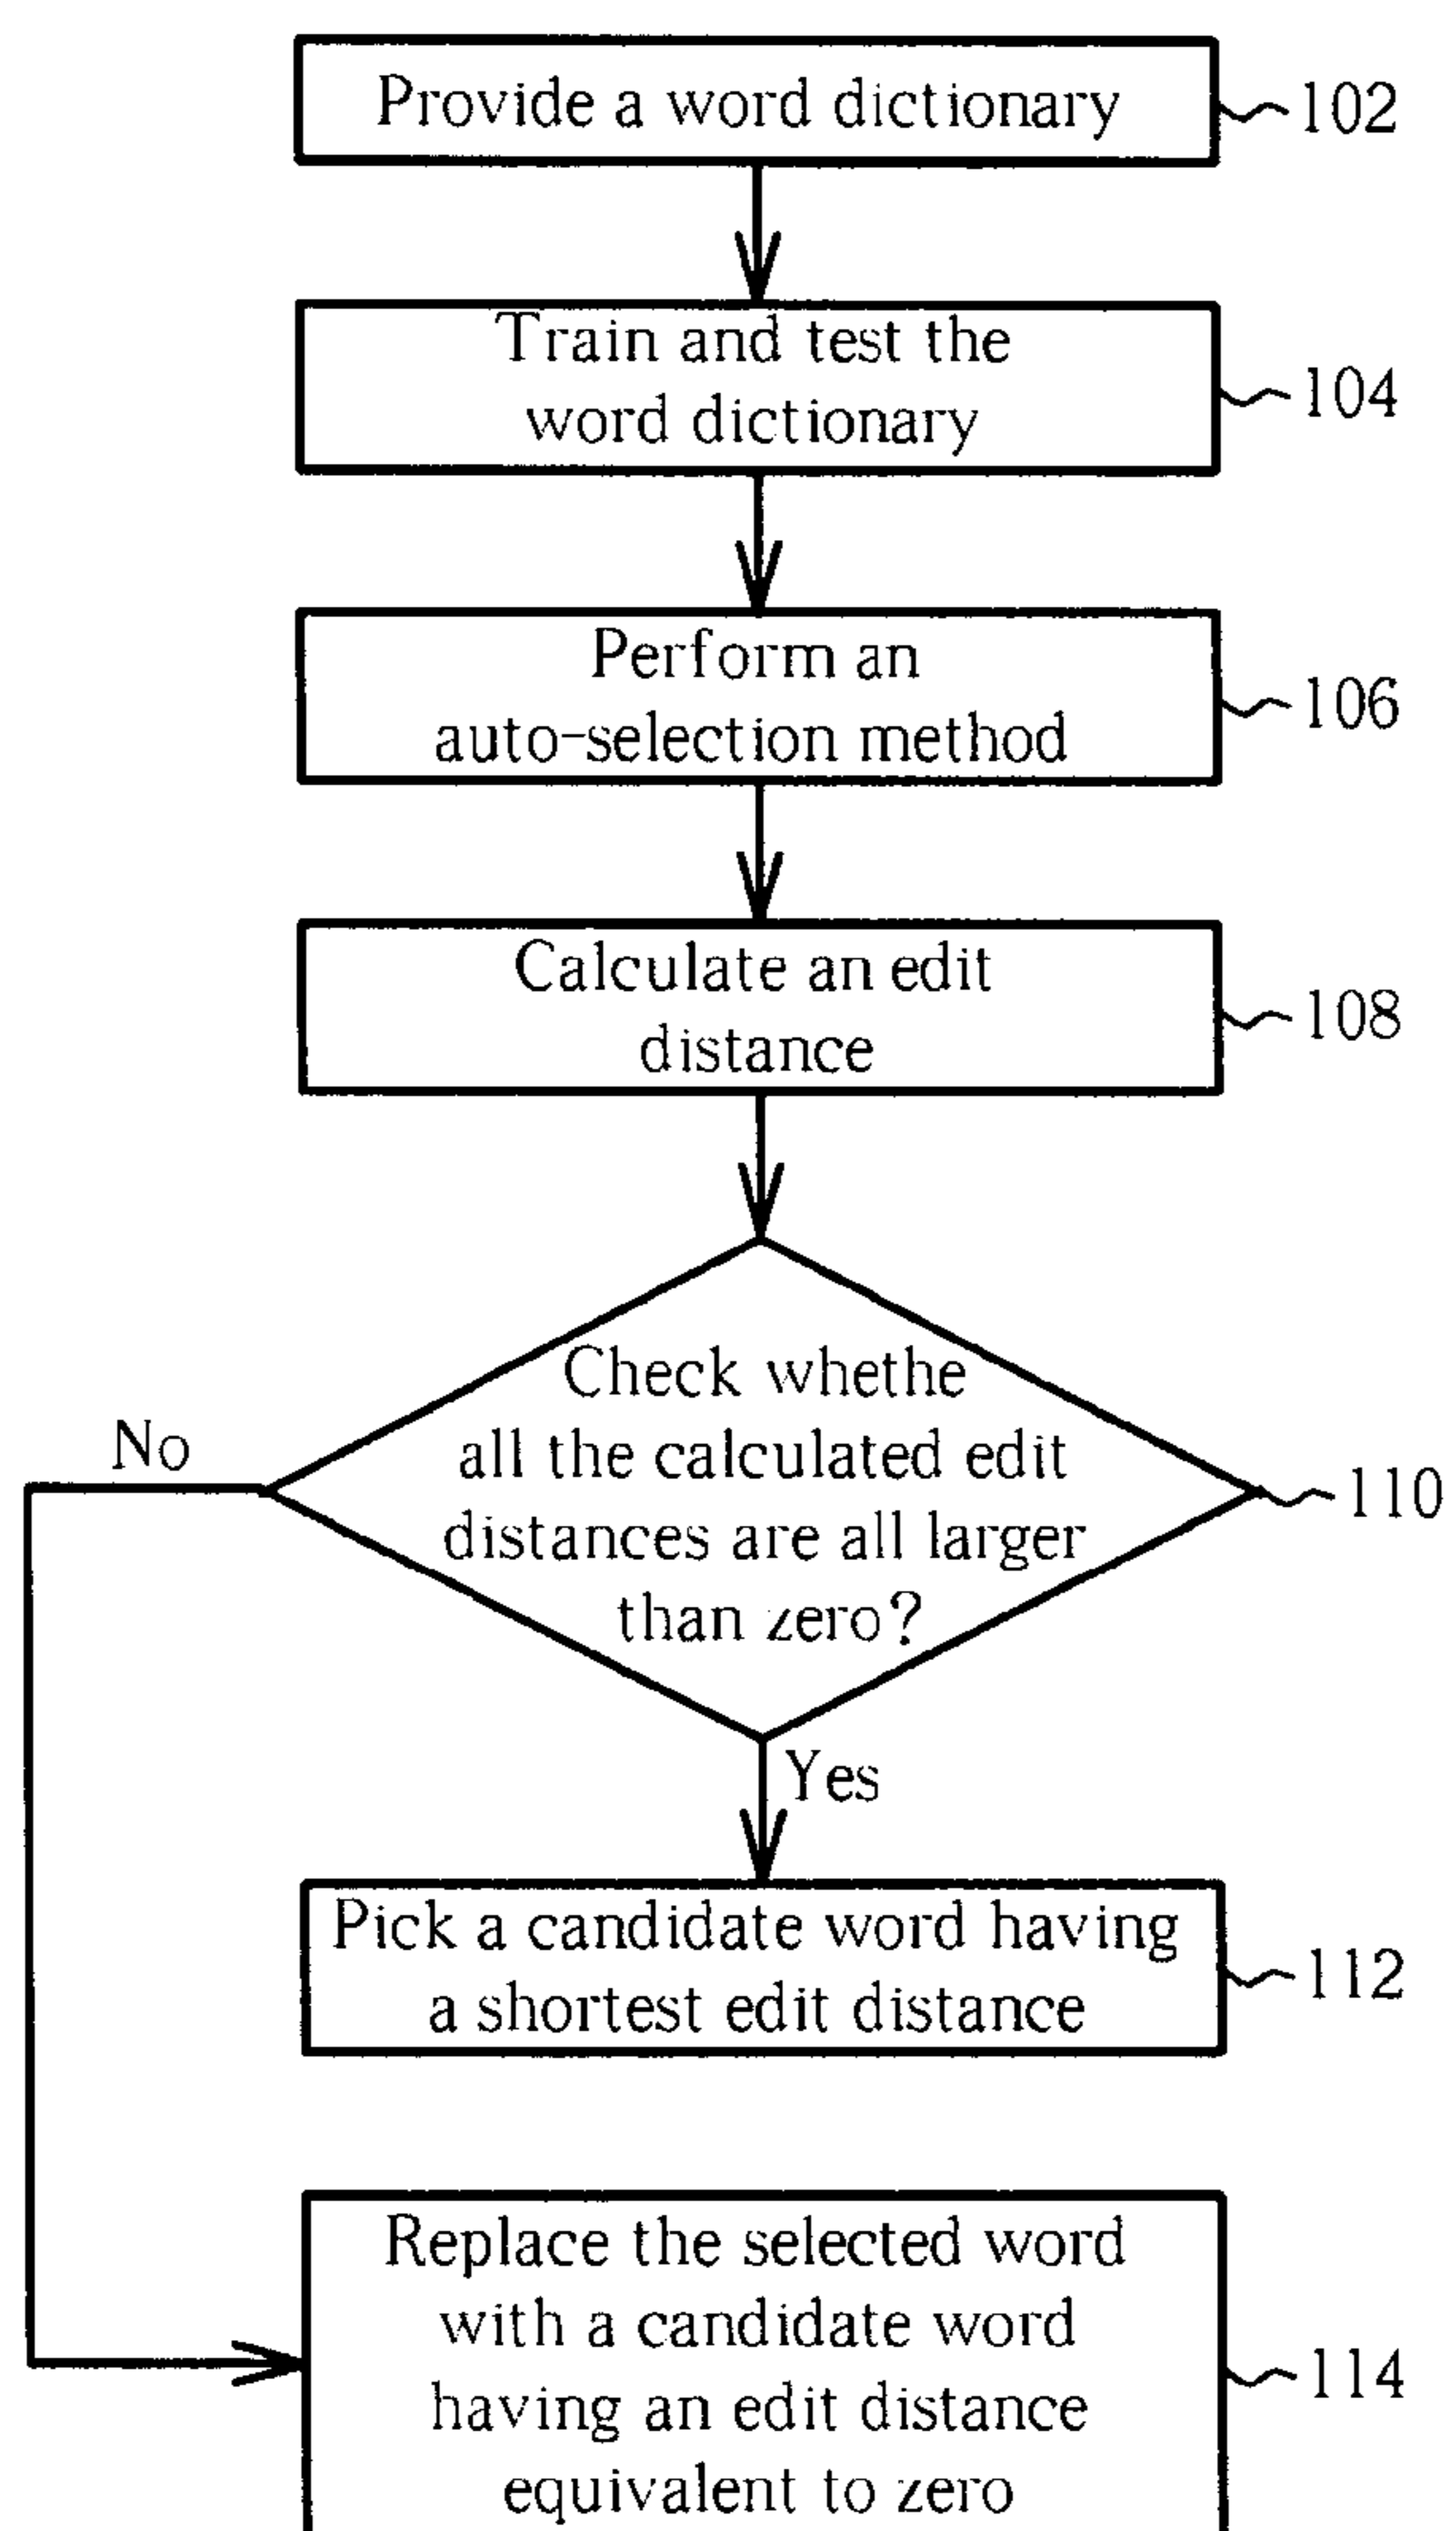 Provide a word dictionary
102
Train and test the
word dictionary
104
Perform an
auto-selection method
106
Calculate an edit
distance
108
Check whethe
all the calculated edit
distances are all larger
than zero?
110
No
Yes
Pick a candidate word having
a shortest edit distance
112
Replace the selected word
with a candidate word
having an edit distance
equivalent to zero
114